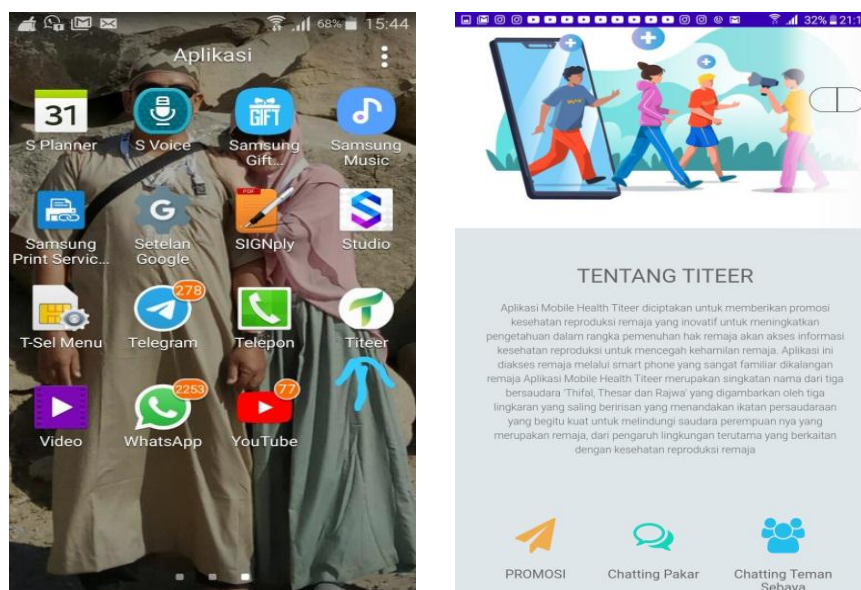 68% 15:44
Aplikasi
31
GIFT
S Planner
S Voice
Samsung
Gift...
Samsung
Music
G
PDF
S
Samsung
Print Servic...
Setelan
Google
SIGNply
Studio
278
T-Sel Menu
Telegram
Telepon
Titeer
2253
77
Video
WhatsApp
YouTube
32% 21:1
TENTANG TITEER
Aplikasi Mobile Health Titeer diciptakan untuk memberikan promosi
kesehatan reproduksi remaja yang inovatif untuk meningkatkan
pengetahuan dalam rangka pemenuhan hak remaja akan akses informasi
kesehatan reproduksi untuk mencegah kehamilan remaja. Aplikasi ini
diakses remaja melalui smart phone yang sangat familiar dikalangan
remaja Aplikasi Mobile Health Titeer merupakan singkatan nama dari tiga
bersaudara 'Thifal, Thesar dan Rajwa' yang digambarkan oleh tiga
lingkaran yang saling beririsan yang menandakan ikatan persaudaraan
yang begitu kuat untuk melindungi saudara perempuan nya yang
merupakan remaja, dari pengaruh lingkungan terutama yang berkaitan
dengan kesehatan reproduksi remaja
PROMOSI
Chatting Pakar
Chatting Teman
Sebaya